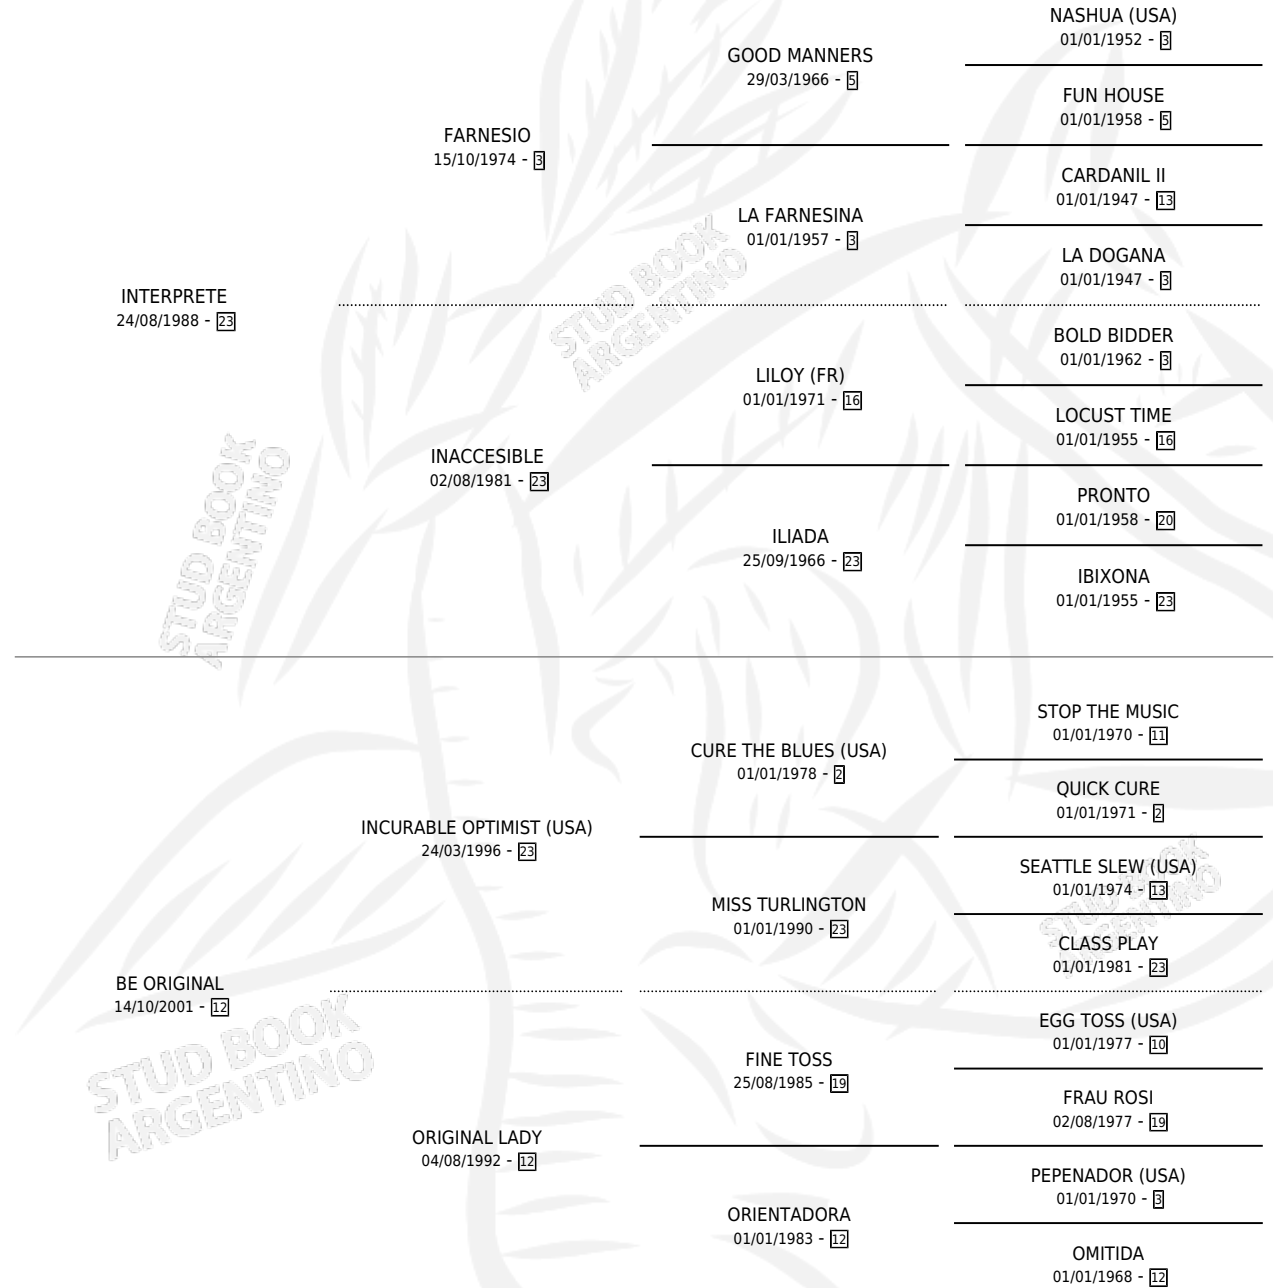 NASHUA (USA)
01/01/1952 - 3
GOOD MANNERS
29/03/1966 - 5
FUN HOUSE
01/01/1958 - 5
FARNESIO
15/10/1974 - 3
CARDANIL II
01/01/1947 - 13
LA FARNESINA
01/01/1957 - 3
LA DOGANA
01/01/1947 - 3
INTERPRETE
24/08/1988 - 23
BOLD BIDDER
01/01/1962 - 3
LILOY (FR)
01/01/1971 - 16
LOCUST TIME
01/01/1955 - 16
INACCESIBLE
02/08/1981 - 23
PRONTO
01/01/1958 - 20
ILIADA
25/09/1966 - 23
IBIXONA
01/01/1955 - 23
STUD BOOK
ARGENTINO
STUD BOOK
ARGENTINO
STOP THE MUSIC
01/01/1970 - 11
CURE THE BLUES (USA)
01/01/1978 - 2
QUICK CURE
01/01/1971 - 2
INCURABLE OPTIMIST (USA)
24/03/1996 - 23
SEATTLE SLEW (USA)
01/01/1974 - 13
MISS TURLINGTON
01/01/1990 - 23
CLASS PLAY
01/01/1981 - 23
STUD BOOK
ARGENTINO
BE ORIGINAL
14/10/2001 - 12
EGG TOSS (USA)
01/01/1977 - 10
FINE TOSS
25/08/1985 - 19
FRAU ROSI
02/08/1977 - 19
ORIGINAL LADY
04/08/1992 - 12
PEPENADOR (USA)
01/01/1970 - 3
ORIENTADORA
01/01/1983 - 12
OMITIDA
01/01/1968 - 12
STUD BOOK
ARGENTINO